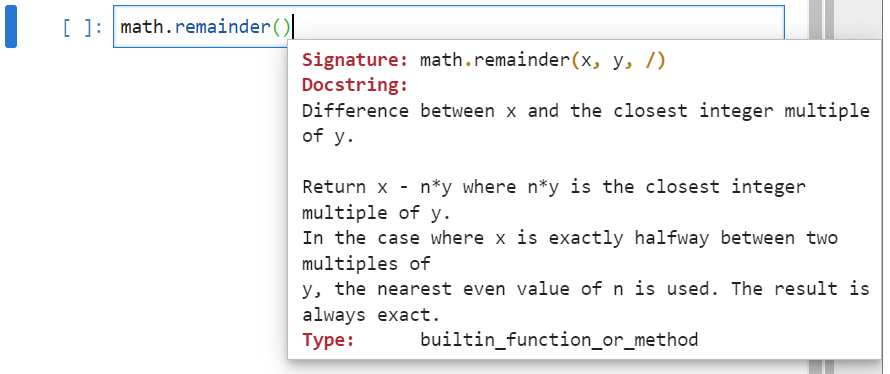 [ ]: math.remainder()
Signature: math.remainder(x, y, /)
Docstring:
Difference between x and the closest integer multiple
of y.
Return x - n*y where n*y is the closest integer
multiple of y.
In the case where x is exactly halfway between two
multiples of
y, the nearest even value of n is used. The result is
always exact.
Type: builtin_function_or_method